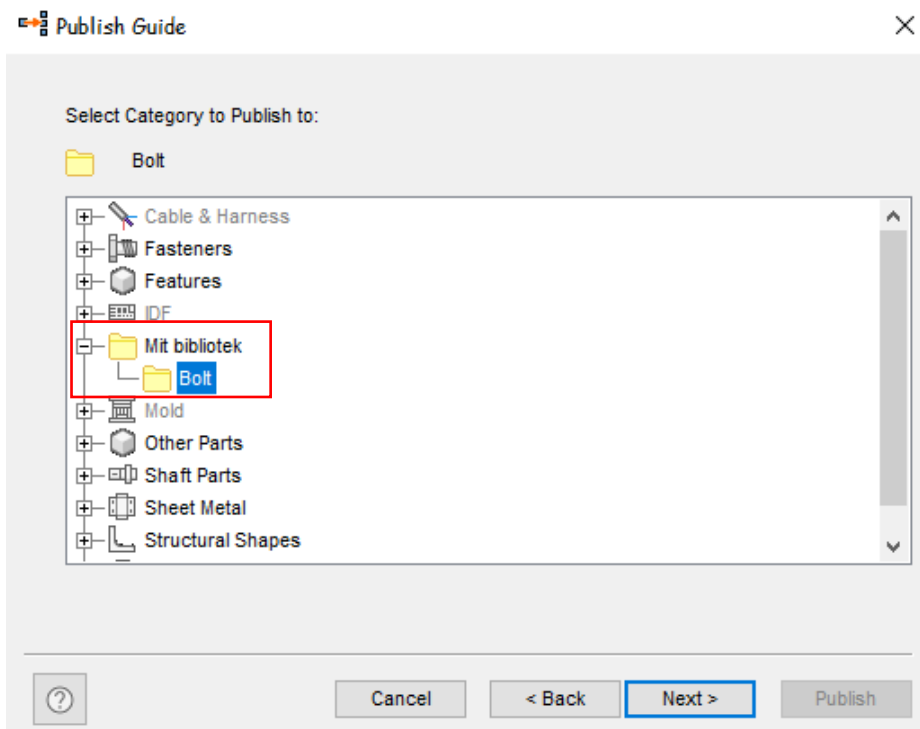 Publish Guide
Select Category to Publish to:
Bolt
Cable & Harness
Fasteners
Features
IDF
Mit bibliotek
Bolt
Mold
Other Parts
Shaft Parts
Sheet Metal
Structural Shapes
Cancel < Back Next > Publish